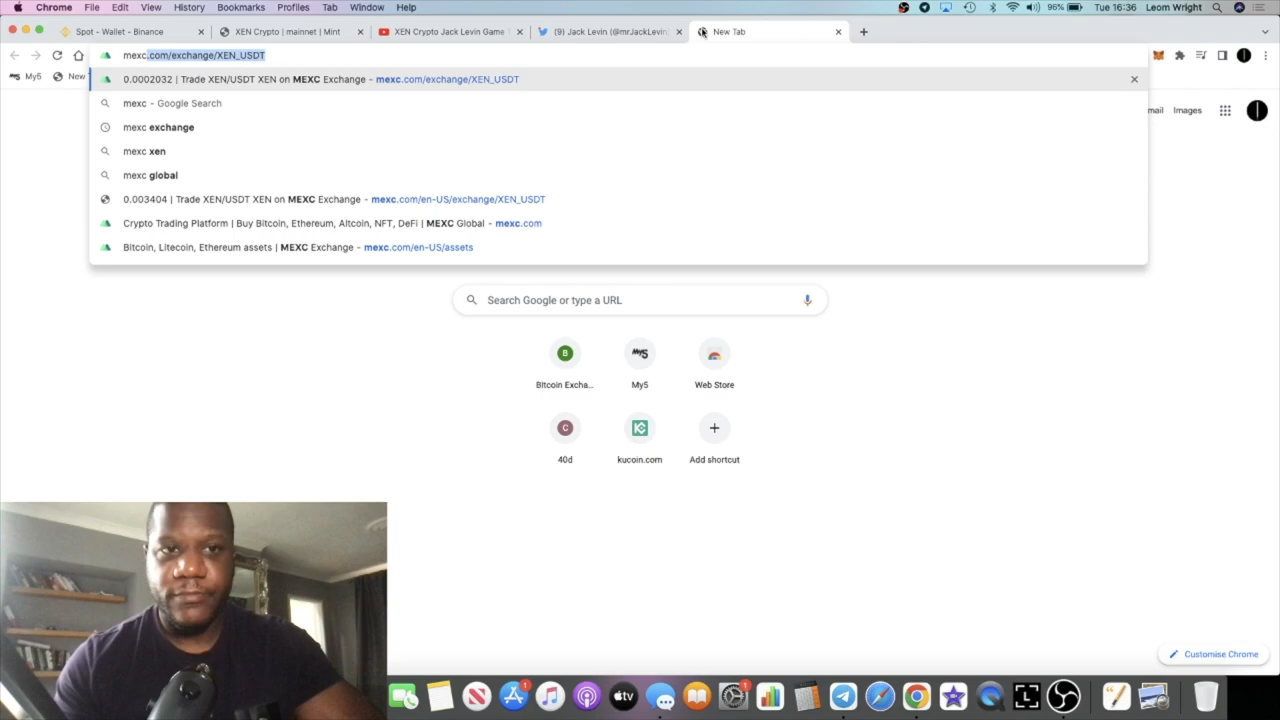 Chrome File Edit View History Bookmarks Profiles Tab Window Help 96% Tue 16:36 Leom Wright
Spot - Wallet - Binance XEN Crypto | mainnet | Mint XEN Crypto Jack Levin Game (9) Jack Levin (@mrJackLevin New Tab
mexc.com/exchange/XEN_USDT
My5 New
0.0002032 | Trade XEN/USDT XEN on MEXC Exchange - mexc.com/exchange/XEN_USDT
mexc - Google Search
mexc exchange
mexc xen
mexc global
0.003404 | Trade XEN/USDT XEN on MEXC Exchange - mexc.com/en-US/exchange/XEN_USDT
Crypto Trading Platform | Buy Bitcoin, Ethereum, Altcoin, NFT, DeFi | MEXC Global - mexc.com
Bitcoin, Litecoin, Ethereum assets | MEXC Exchange - mexc.com/en-US/assets
mail Images
Search Google or type a URL
B My5
Bitcoin Excha... My5 Web Store
C
40d kucoin.com Add shortcut
Customise Chrome
1 tv 1